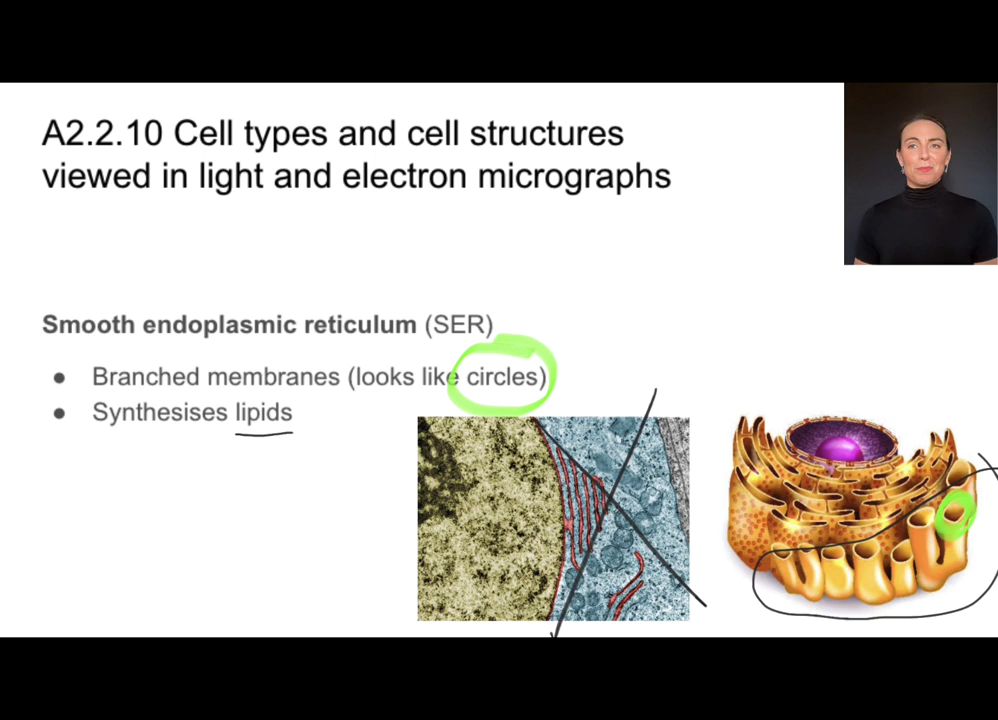 A2.2.10 Cell types and cell structures
viewed in light and electron micrographs
Smooth endoplasmic reticulum (SER)
● Branched membranes (looks like circles)
● Synthesises lipids